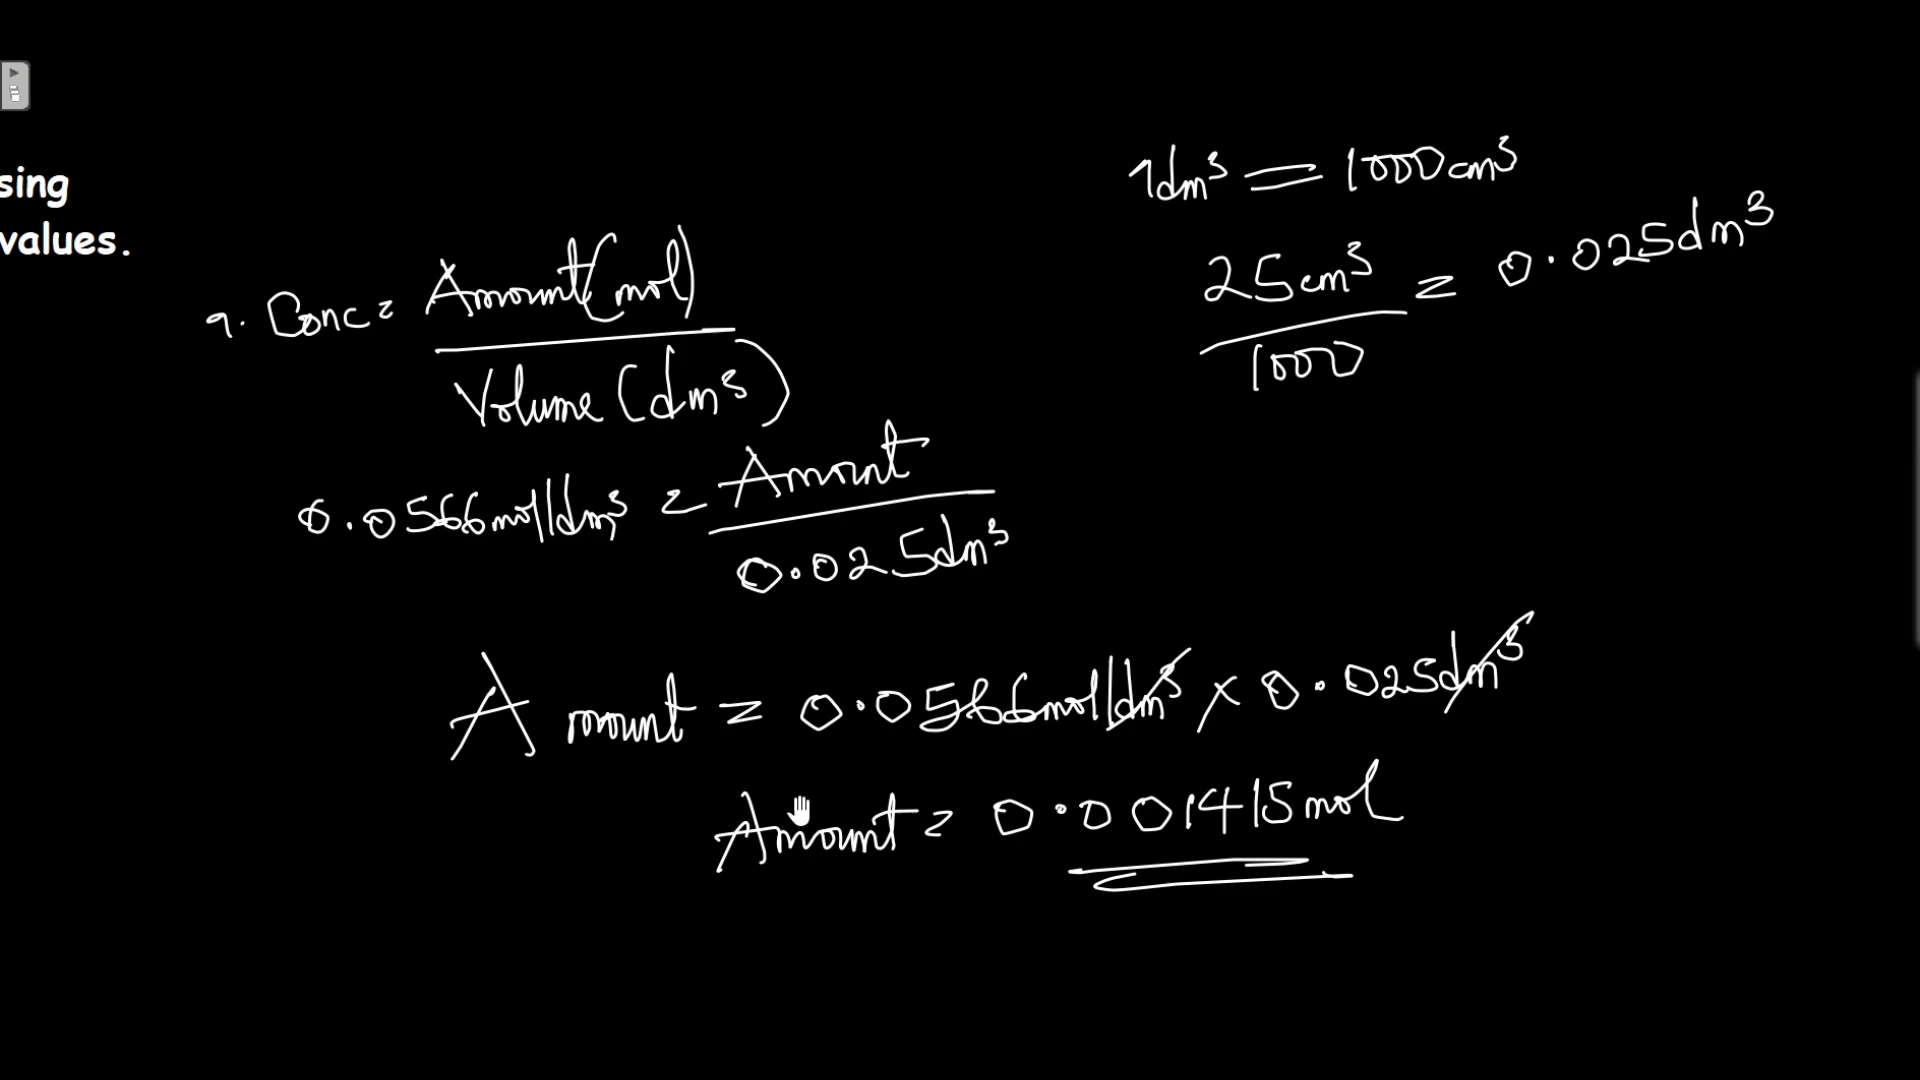 sing
values.
1dm³ = 1000cm³
25cm³ = 0.025dm³
1000
9. Conc = Amount(mol)
Volume (dm³)
0.0566mol/dm³ = Amount
0.025dm³
Amount = 0.0566mol/dm³ × 0.025dm³
Amount = 0.001415mol